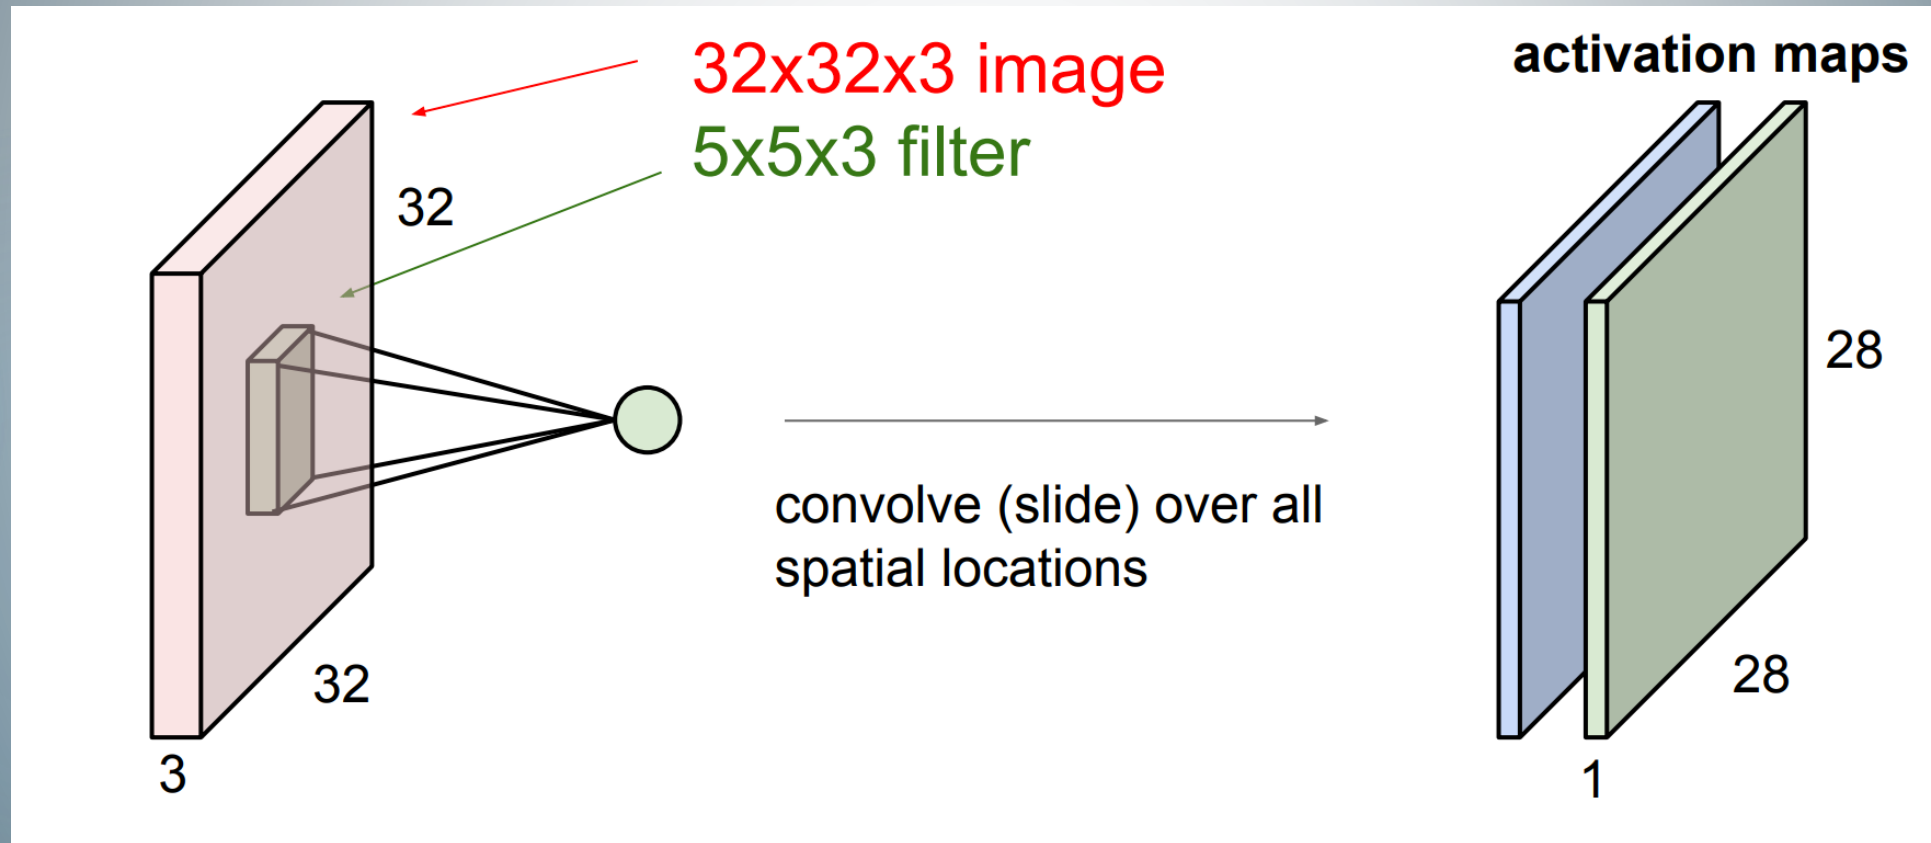 32x32x3 image
5x5x3 filter
32
32
3
convolve (slide) over all
spatial locations
activation maps
28
28
1